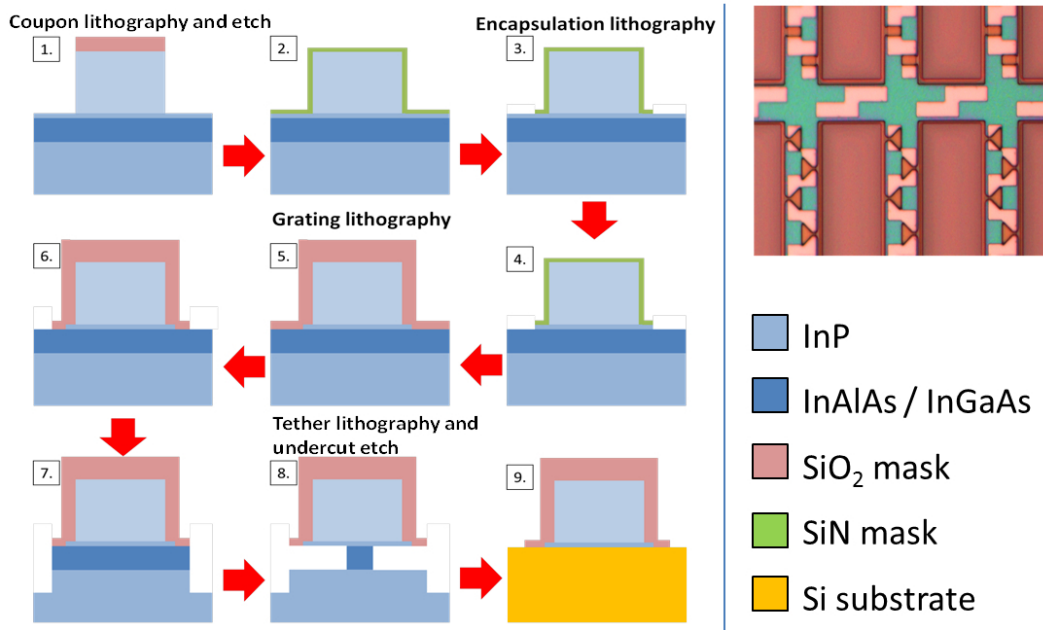 Coupon lithography and etch
Encapsulation lithography
1.
2.
3.
Grating lithography
6.
5.
4.
Tether lithography and
undercut etch
7.
8.
9.
InP
InAlAs / InGaAs
SiO₂ mask
SiN mask
Si substrate